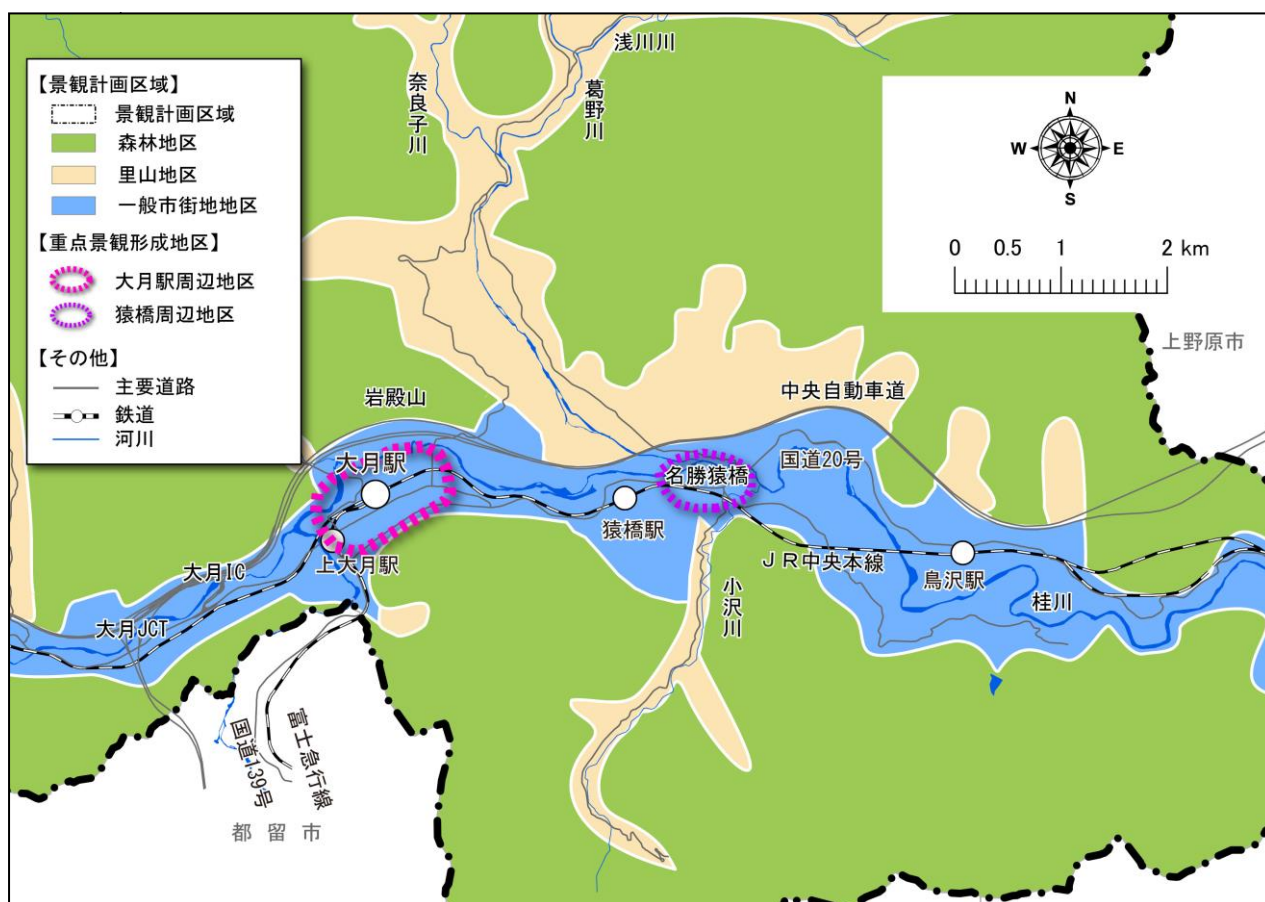 【景観計画区域】
景観計画区域
森林地区
里山地区
一般市街地地区
【重点景観形成地区】
大月駅周辺地区
猿橋周辺地区
【その他】
主要道路
鉄道
河川
浅川川
奈良子川
葛野川
N
W
E
S
0 0.5 1 2 km
上野原市
岩殿山
中央自動車道
大月駅
名勝猿橋
国道20号
猿橋駅
上大月駅
JR中央本線
鳥沢駅
大月IC
小沢川
桂川
大月JCT
国道139号
富士急行線
都留市